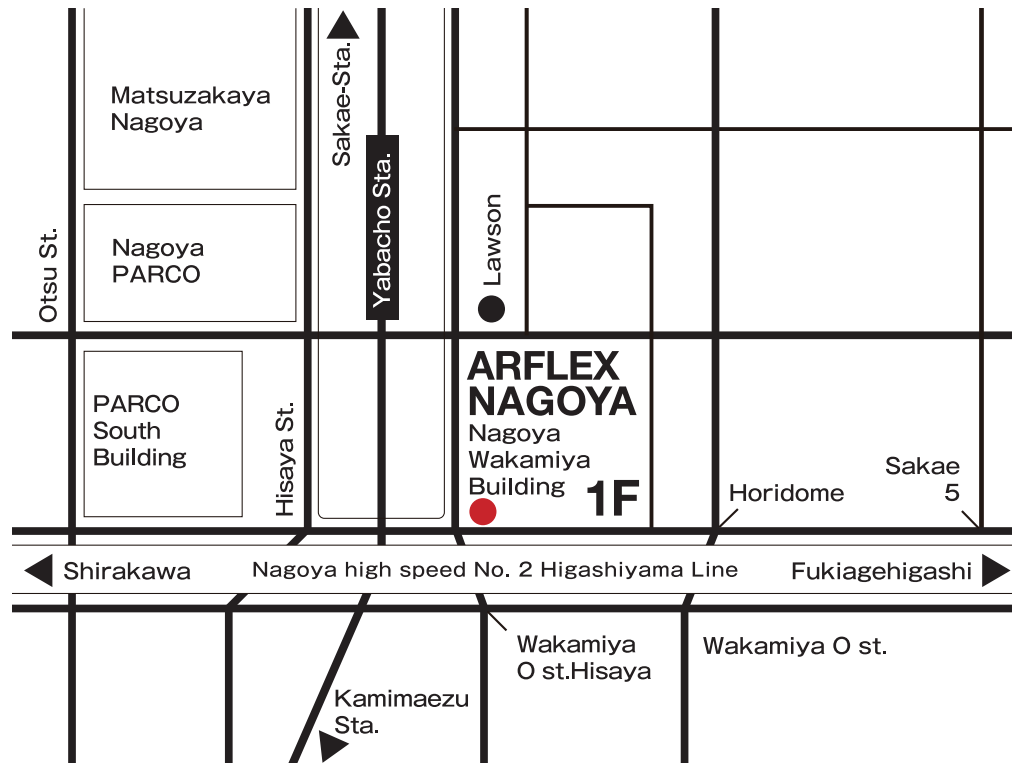 Matsuzakaya
Nagoya
Sakae-Sta.
Yabacho Sta.
Lawson
Nagoya
PARCO
Otsu St.
ARFLEX
NAGOYA
Nagoya
Wakamiya
Building
1F
PARCO
South
Building
Hisaya St.
Horidome
Sakae
5
Shirakawa
Nagoya high speed No. 2 Higashiyama Line
Fukiagehigashi
Wakamiya
O st.Hisaya
Wakamiya O st.
Kamimaezu
Sta.